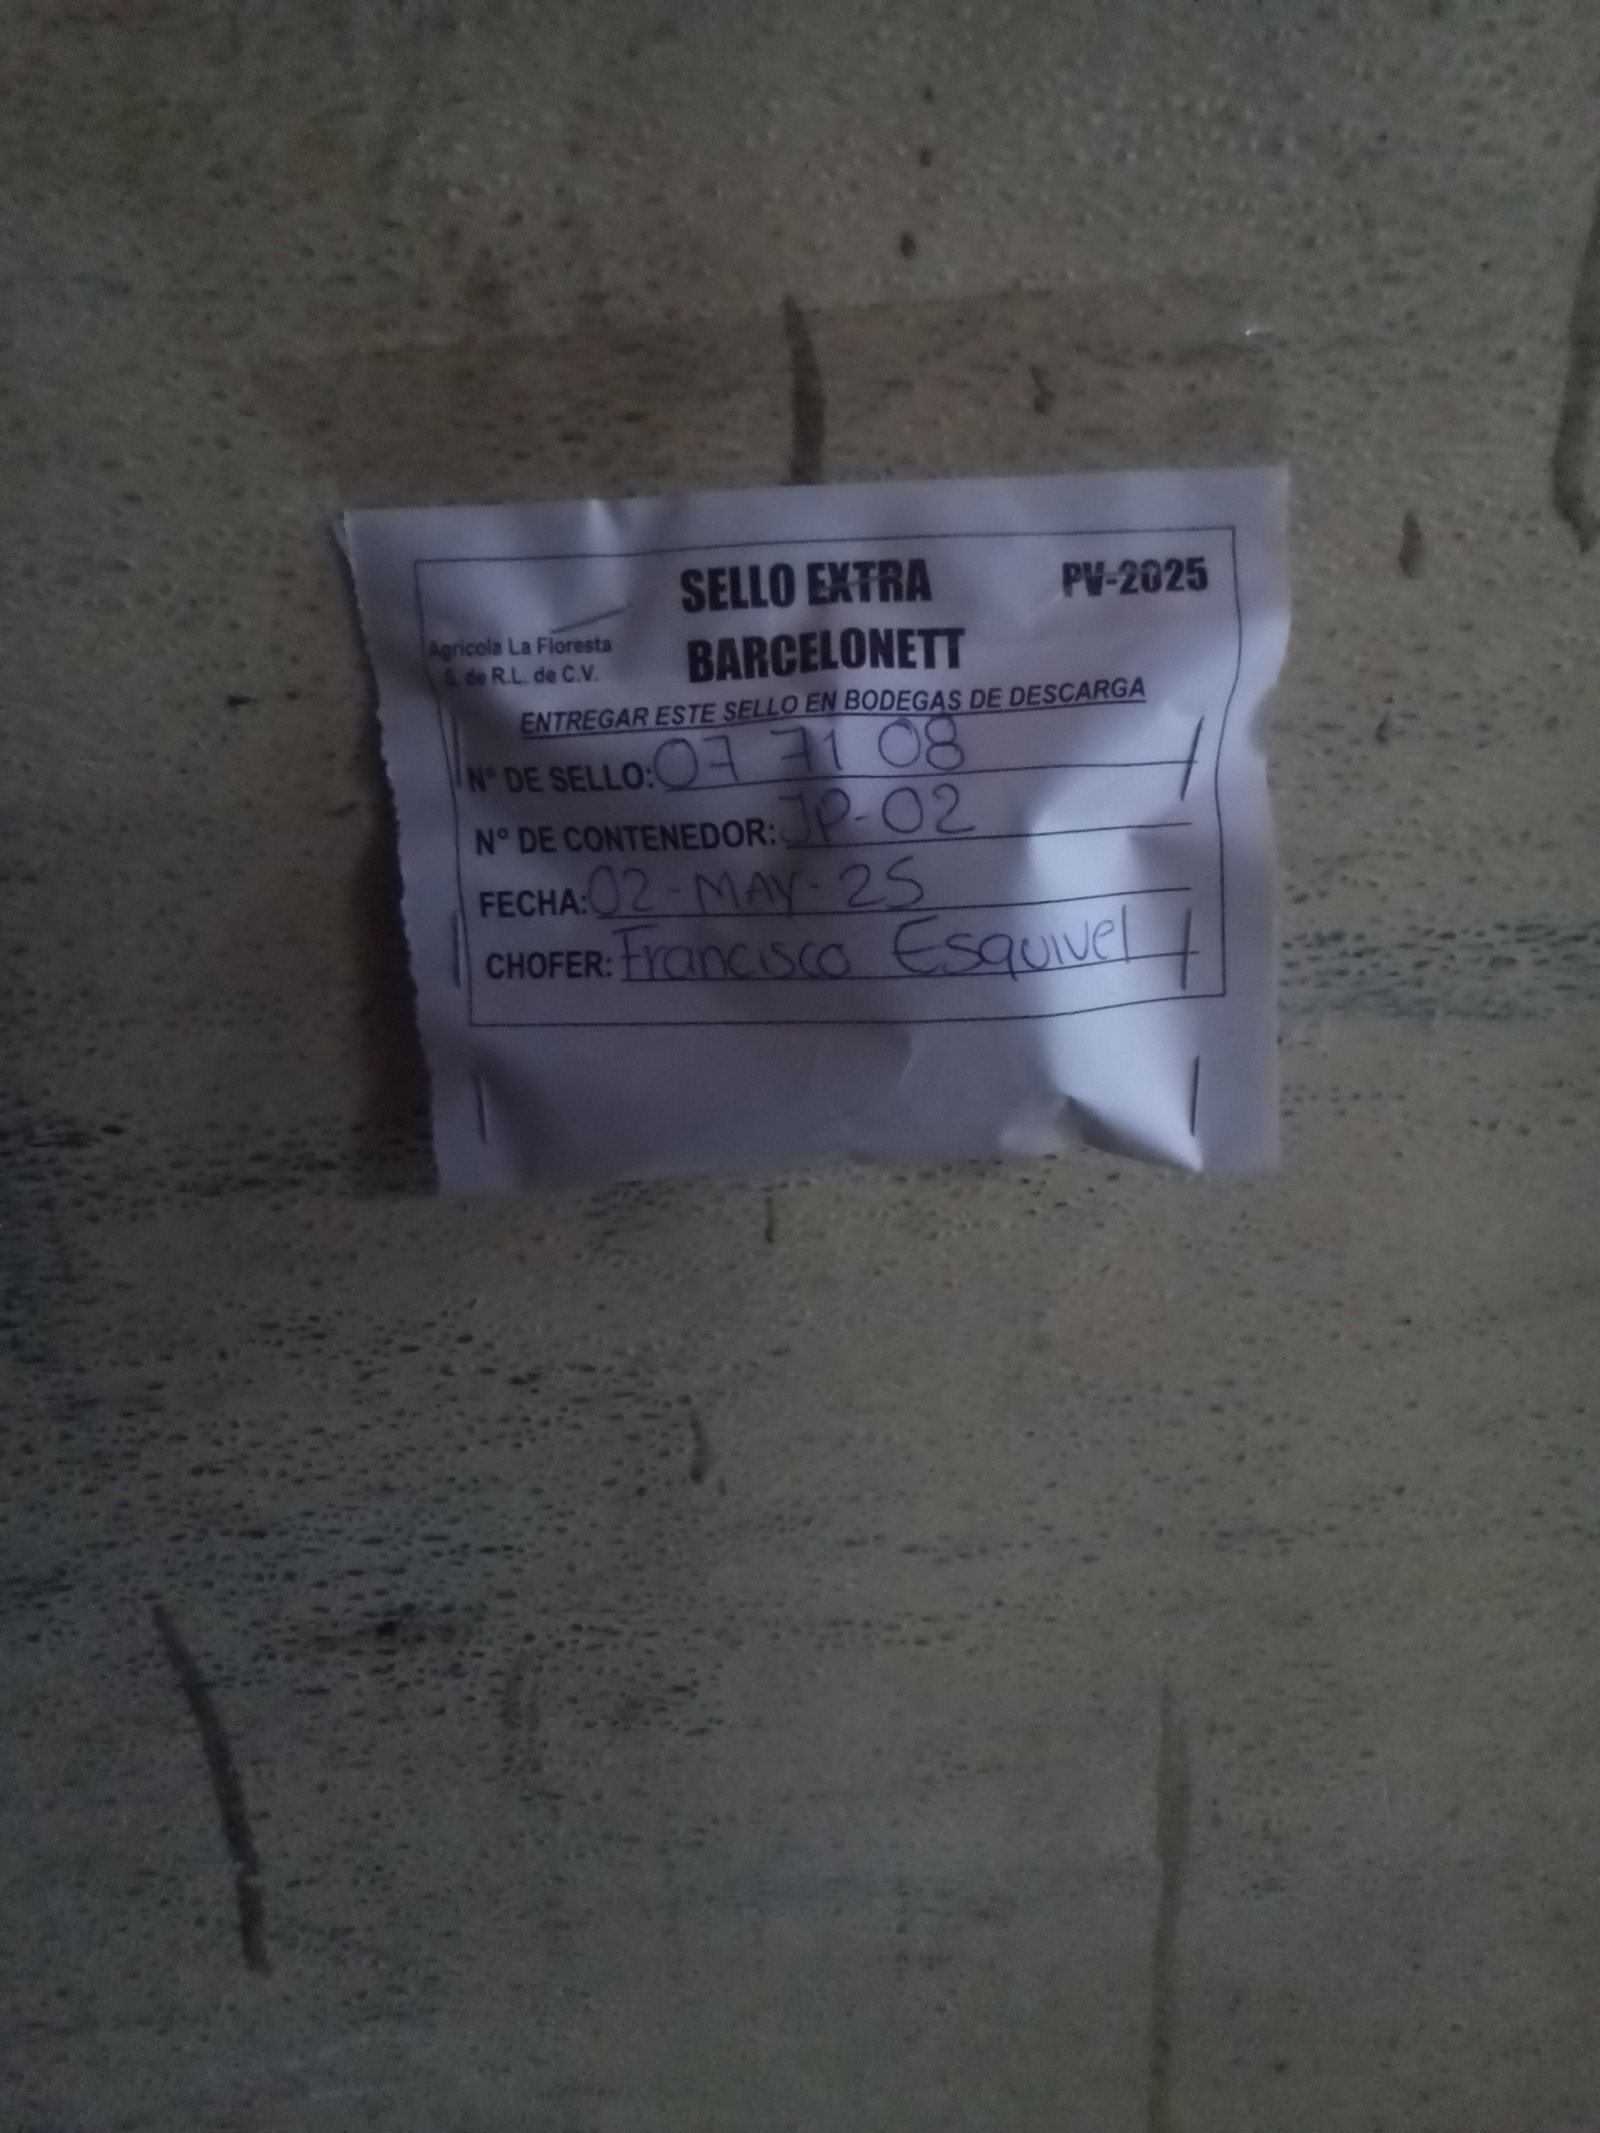 SELLO EXTRA PV-2025
BARCELONETT
Agricola La Floresta
S. de R.L. de C.V.
ENTREGAR ESTE SELLO EN BODEGAS DE DESCARGA
N° DE SELLO: 07 71 08
N° DE CONTENEDOR: JP-02
FECHA: 02-MAY-25
CHOFER: Francisco Esquivel